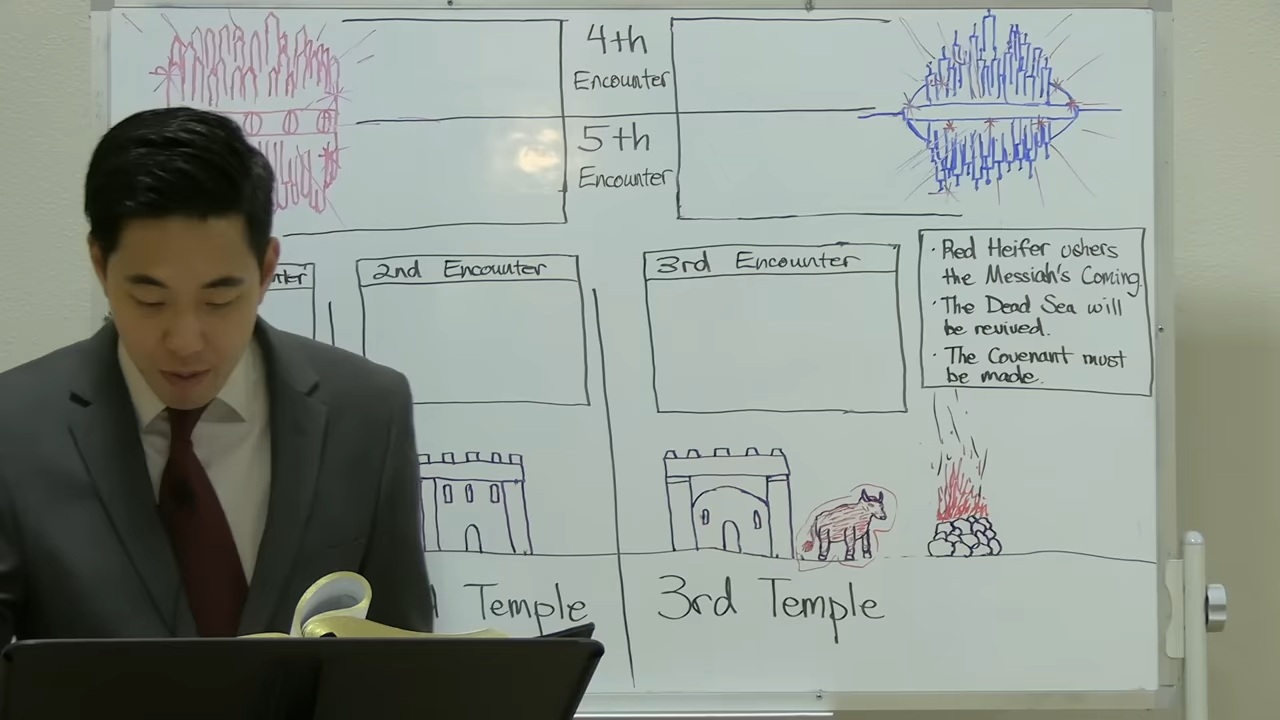 4th
Encounter
5th
Encounter
2nd Encounter
3rd Encounter
· Red Heifer ushers
the Messiah's Coming.
· The Dead Sea will
be revived.
· The Covenant must
be made.
Temple
3rd Temple